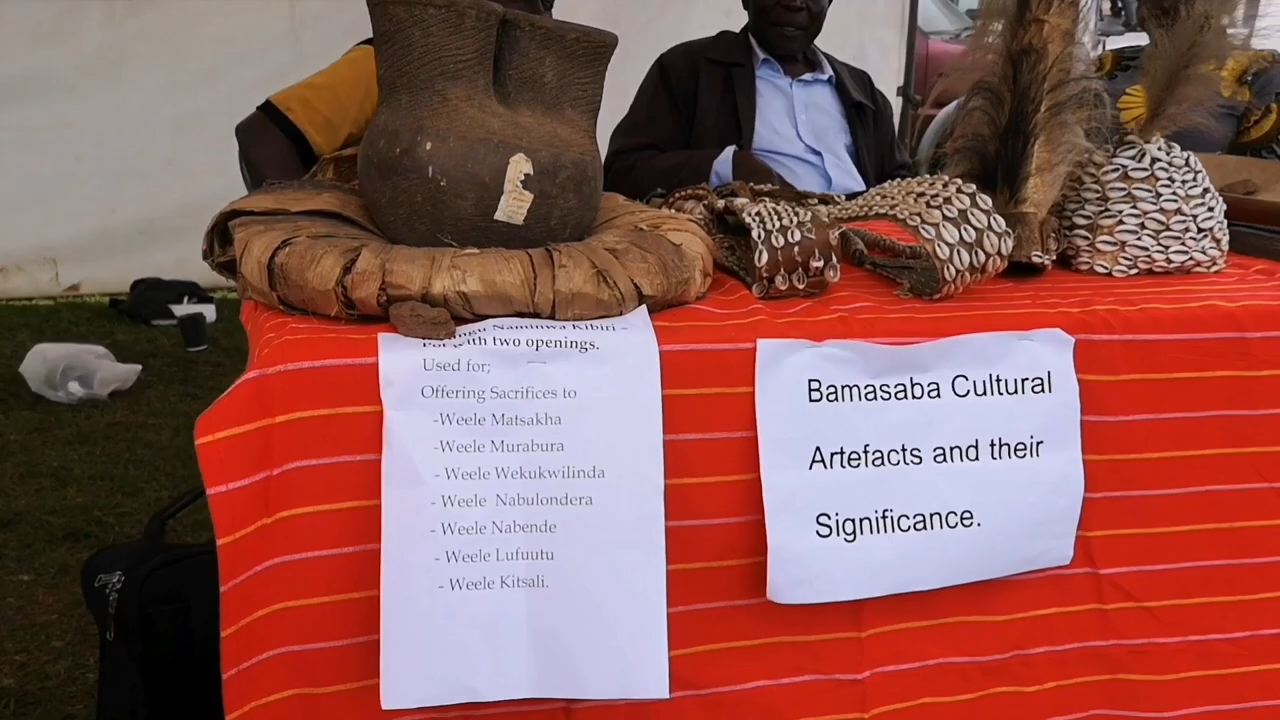 Naminwa Kibiri –
with two openings.
Used for;
Offering Sacrifices to
-Weele Matsakha
-Weele Murabura
- Weele Wekukwilinda
- Weele Nabulondera
- Weele Nabende
- Weele Lufuutu
- Weele Kitsali.
Bamasaba Cultural
Artefacts and their
Significance.